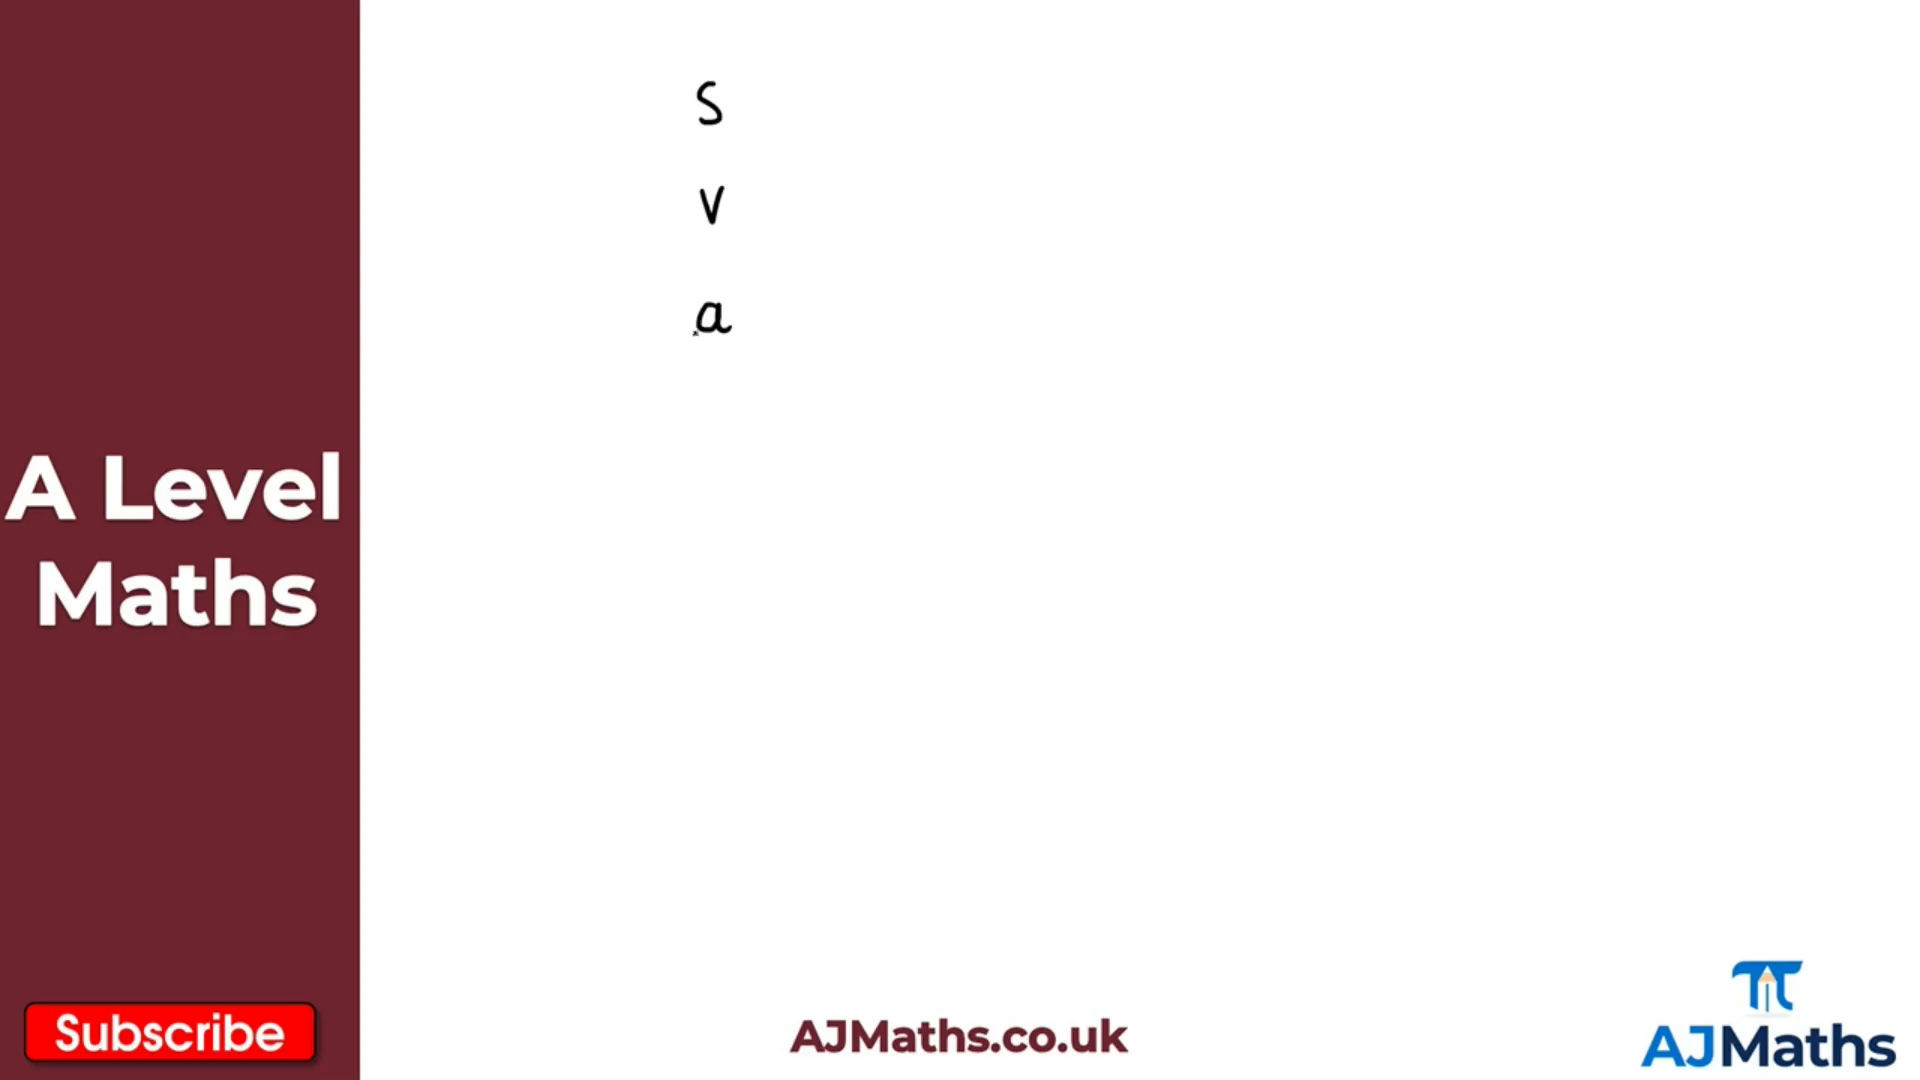 S
V
a
A Level
Maths
Subscribe
AJMaths.co.uk
AJMaths